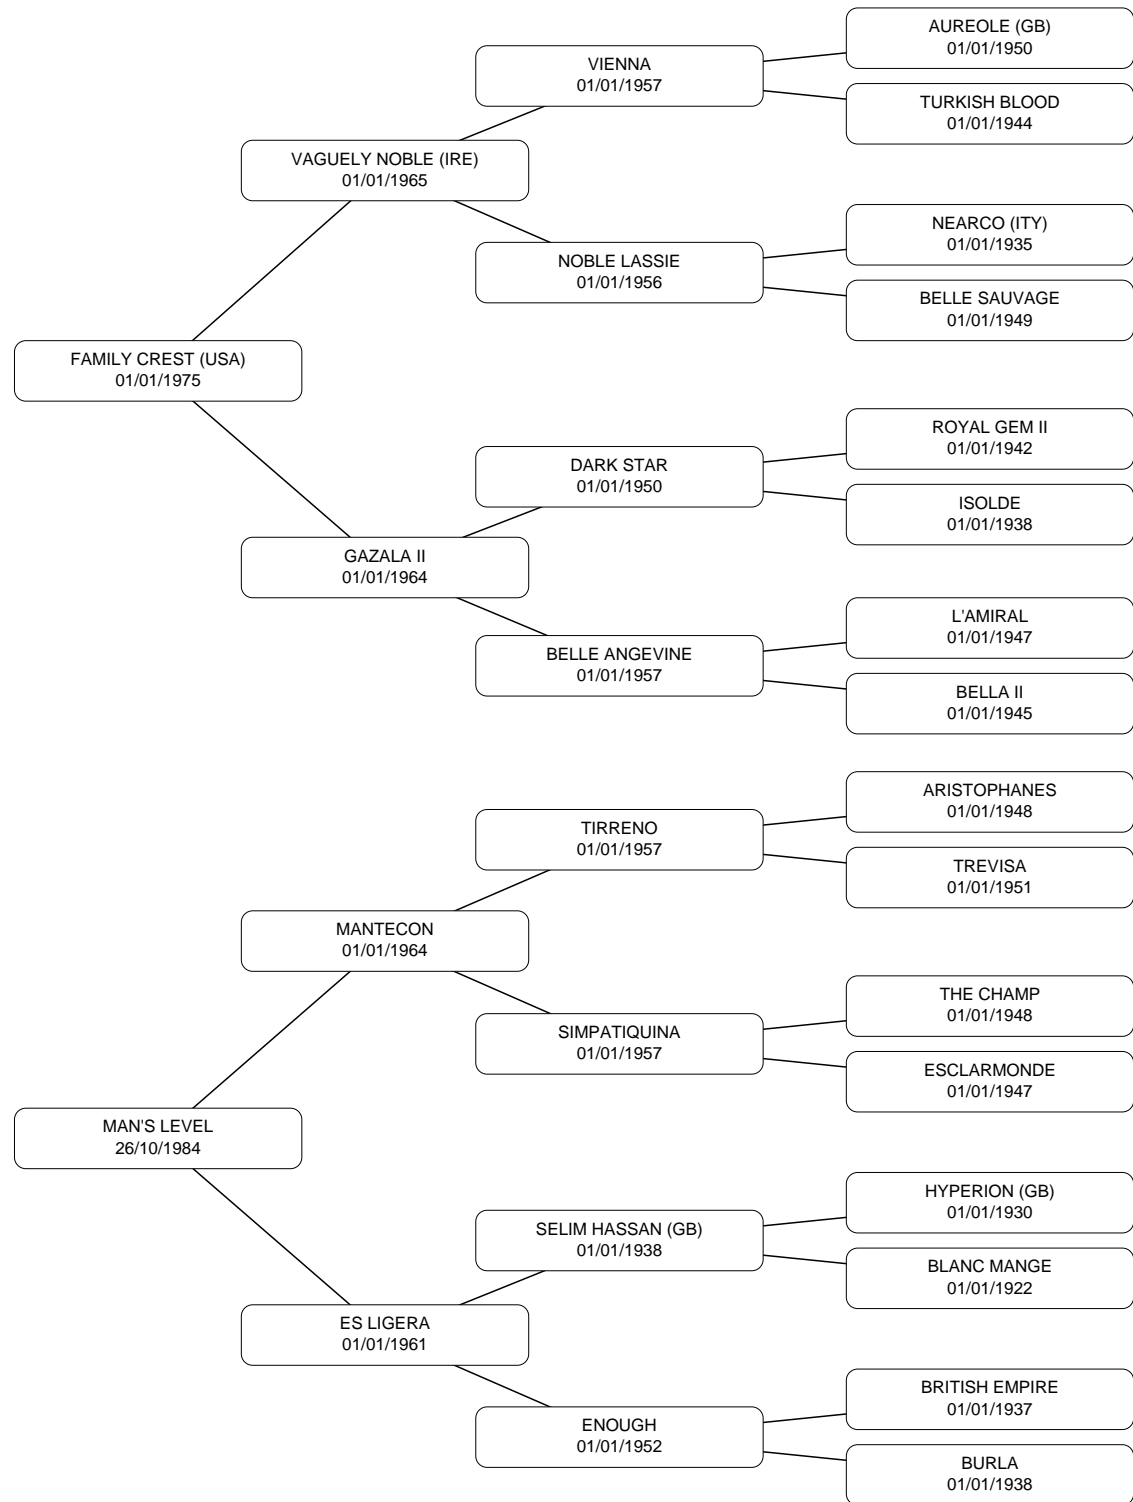 AUREOLE (GB)
01/01/1950
VIENNA
01/01/1957
TURKISH BLOOD
01/01/1944
VAGUELY NOBLE (IRE)
01/01/1965
NEARCO (ITY)
01/01/1935
NOBLE LASSIE
01/01/1956
BELLE SAUVAGE
01/01/1949
FAMILY CREST (USA)
01/01/1975
ROYAL GEM II
01/01/1942
DARK STAR
01/01/1950
ISOLDE
01/01/1938
GAZALA II
01/01/1964
L'AMIRAL
01/01/1947
BELLE ANGEVINE
01/01/1957
BELLA II
01/01/1945
ARISTOPHANES
01/01/1948
TIRRENO
01/01/1957
TREVISA
01/01/1951
MANTECON
01/01/1964
THE CHAMP
01/01/1948
SIMPATIQUINA
01/01/1957
ESCLARMONDE
01/01/1947
MAN'S LEVEL
26/10/1984
HYPERION (GB)
01/01/1930
SELIM HASSAN (GB)
01/01/1938
BLANC MANGE
01/01/1922
ES LIGERA
01/01/1961
BRITISH EMPIRE
01/01/1937
ENOUGH
01/01/1952
BURLA
01/01/1938